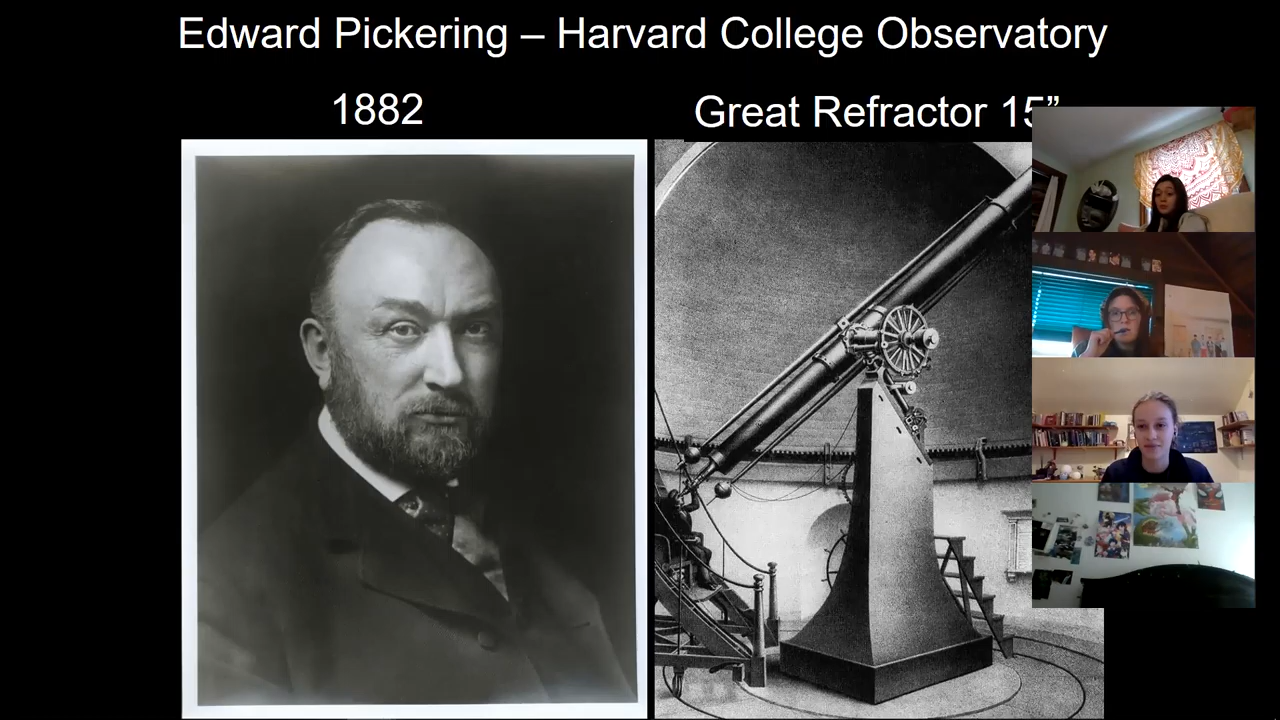 Edward Pickering – Harvard College Observatory
1882
Great Refractor 15”